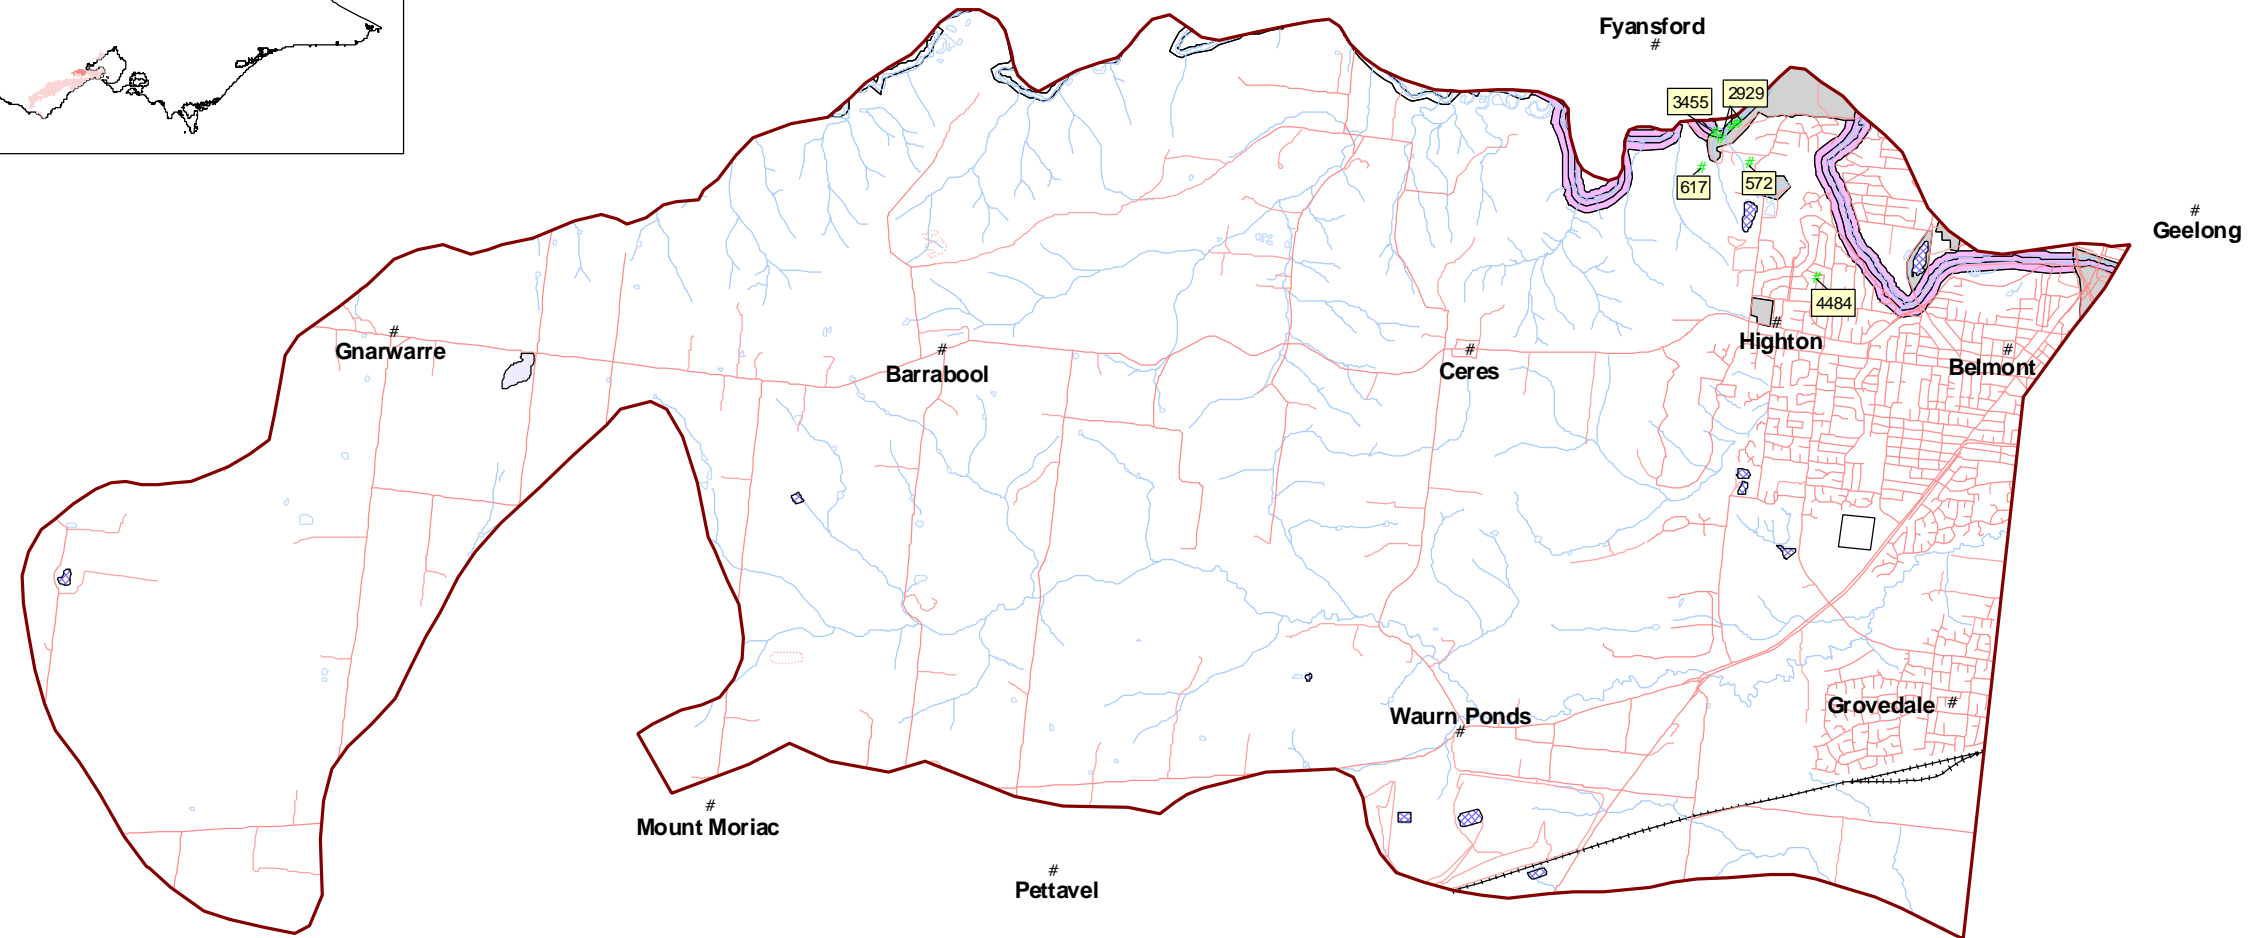 Fyansford
#
2929
3455
#
#
617
572
#
Geelong
#
4484
#
Gnarwarre
#
Highton
#
Barrabool
#
Ceres
#
Belmont
Grovedale #
Waurn Ponds
#
#
Mount Moriac
#
Pettavel